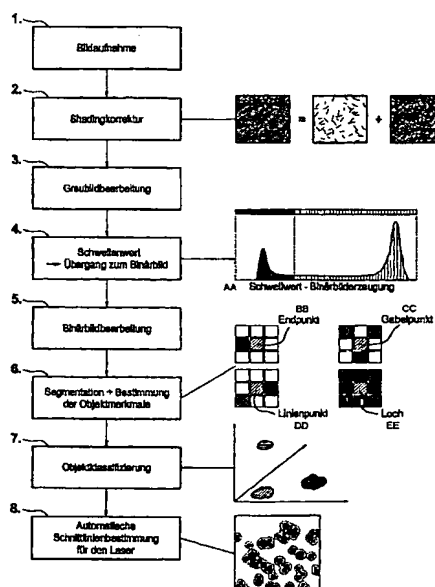 1.
Bildaufnahme
2.
Shadingkorrektur
=
+
3.
Graubildbearbeitung
4.
Schwellenwert
→ Übergang zum Binärbild
AA Schwellwert - Binärbilderzeugung
5.
Binärbildbearbeitung
BB
Endpunkt
CC
Gabelpunkt
6.
Segmentation + Bestimmung
der Objektmerkmale
Linienpunkt
DD
Loch
EE
7.
Objektklassifizierung
8.
Automatische
Schnittlinienbestimmung
für den Laser